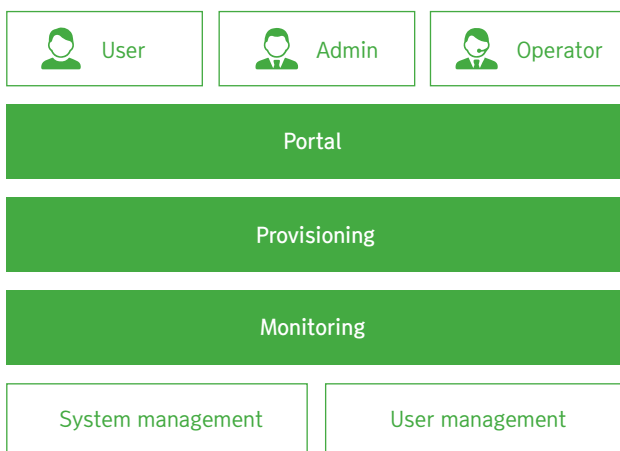 User
Admin
Operator
Portal
Provisioning
Monitoring
System management
User management